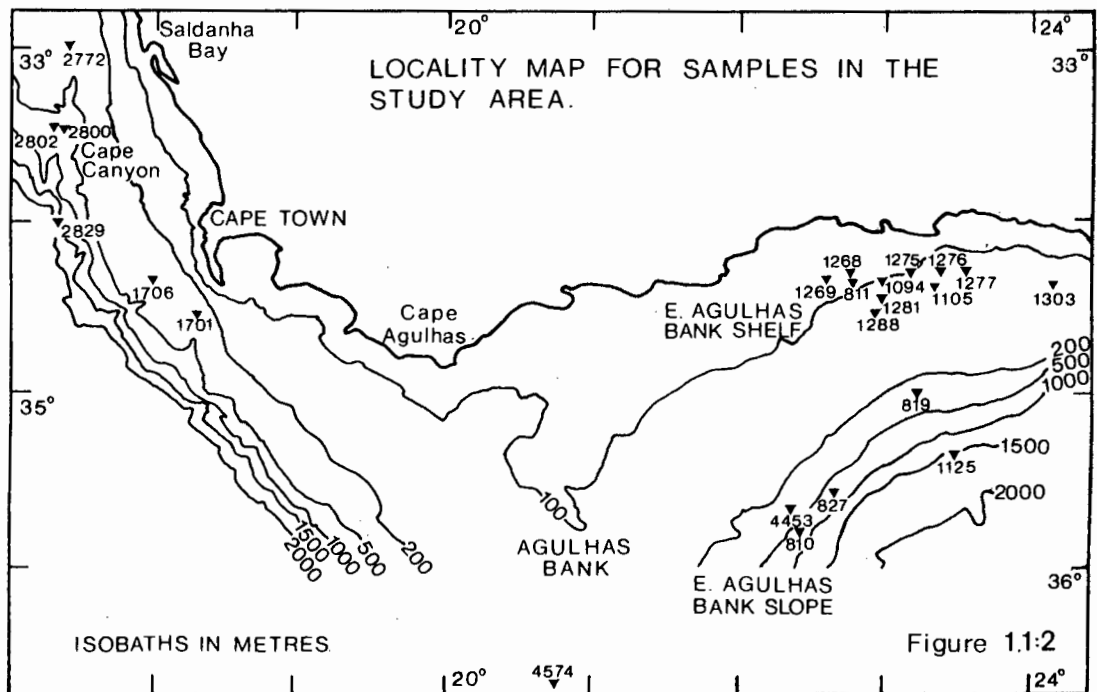 20°
24°
Saldanha
Bay
33°
2772
33°
LOCALITY MAP FOR SAMPLES IN THE
STUDY AREA.
2802
2800
Cape
Canyon
CAPE TOWN
2829
1706
1701
Cape
Agulhas
1268
1275
1276
1269
811
1094
1277
1105
1303
1281
1288
E. AGULHAS
BANK SHELF
200
500
1000
35°
819
1500
1125
2000
827
4453
810
100
200
500
1000
1500
2000
AGULHAS
BANK
E. AGULHAS
BANK SLOPE
36°
ISOBATHS IN METRES.
Figure 1.1:2
20°
4574
24°